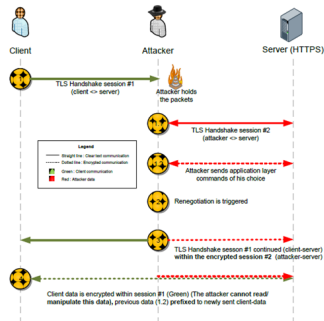 Client
Attacker
Server (HTTPS)
TLS Handshake session #1
(client <> server)
Attacker holds
the packets
TLS Handshake session #2
(attacker <> server)
Legend
Straight line : Clear text communication
Dotted line : Encrypted communication
Green : Client communication
Red : Attacker data
Attacker sends application layer
commands of his choice
Renegotiation is triggered
TLS Handshake session #1 continued (client-server)
within the encrypted session #2 (attacker-server)
Client data is encrypted within session #1 (Green) (The attacker cannot read/
manipulate this data), previous data (1.2) prefixed to newly sent client-data